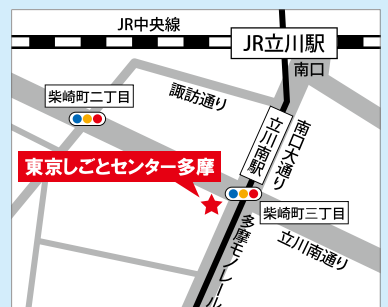 JR中央線
JR立川駅
南口
柴崎町二丁目
諏訪通り
立川南駅
南口大通り
東京しごとセンター多摩
柴崎町三丁目
立川南通り
多摩モノレール